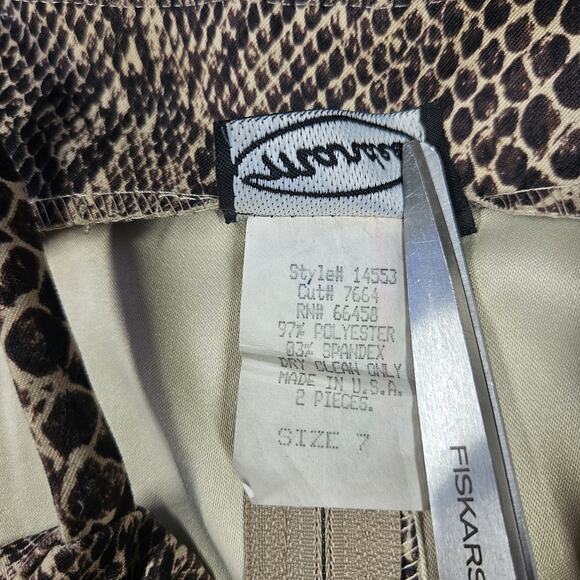 Style# 14553
Cut# 7664
RN# 66458
97% POLYESTER
03% SPANDEX
DRY CLEAN ONLY
MADE IN U.S.A.
2 PIECES.
SIZE 7
FISKARS